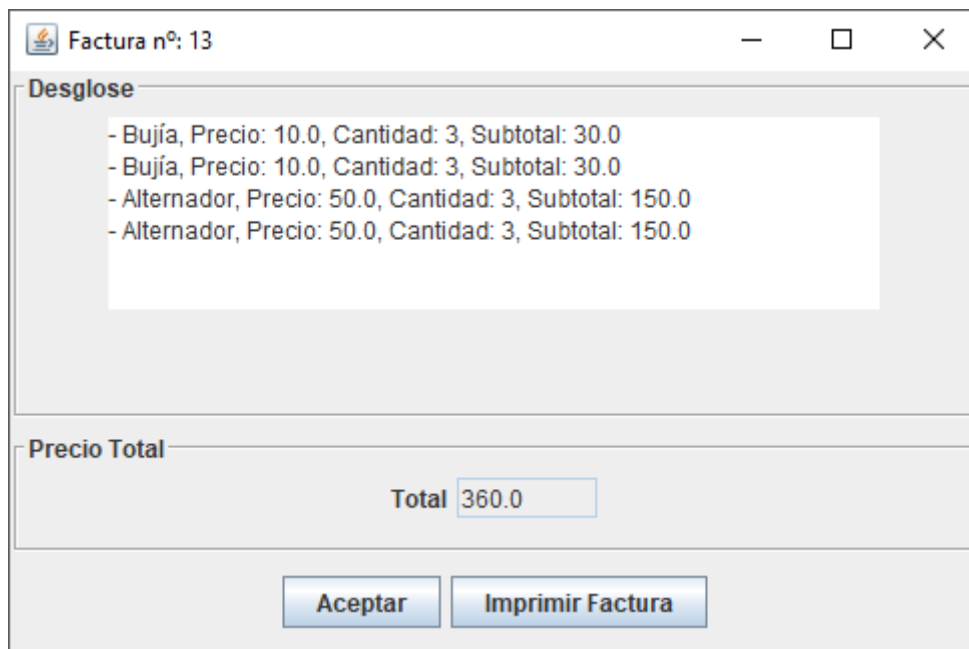 Factura nº: 13
Desglose
- Bujía, Precio: 10.0, Cantidad: 3, Subtotal: 30.0
- Bujía, Precio: 10.0, Cantidad: 3, Subtotal: 30.0
- Alternador, Precio: 50.0, Cantidad: 3, Subtotal: 150.0
- Alternador, Precio: 50.0, Cantidad: 3, Subtotal: 150.0
Precio Total
Total 360.0
Aceptar Imprimir Factura